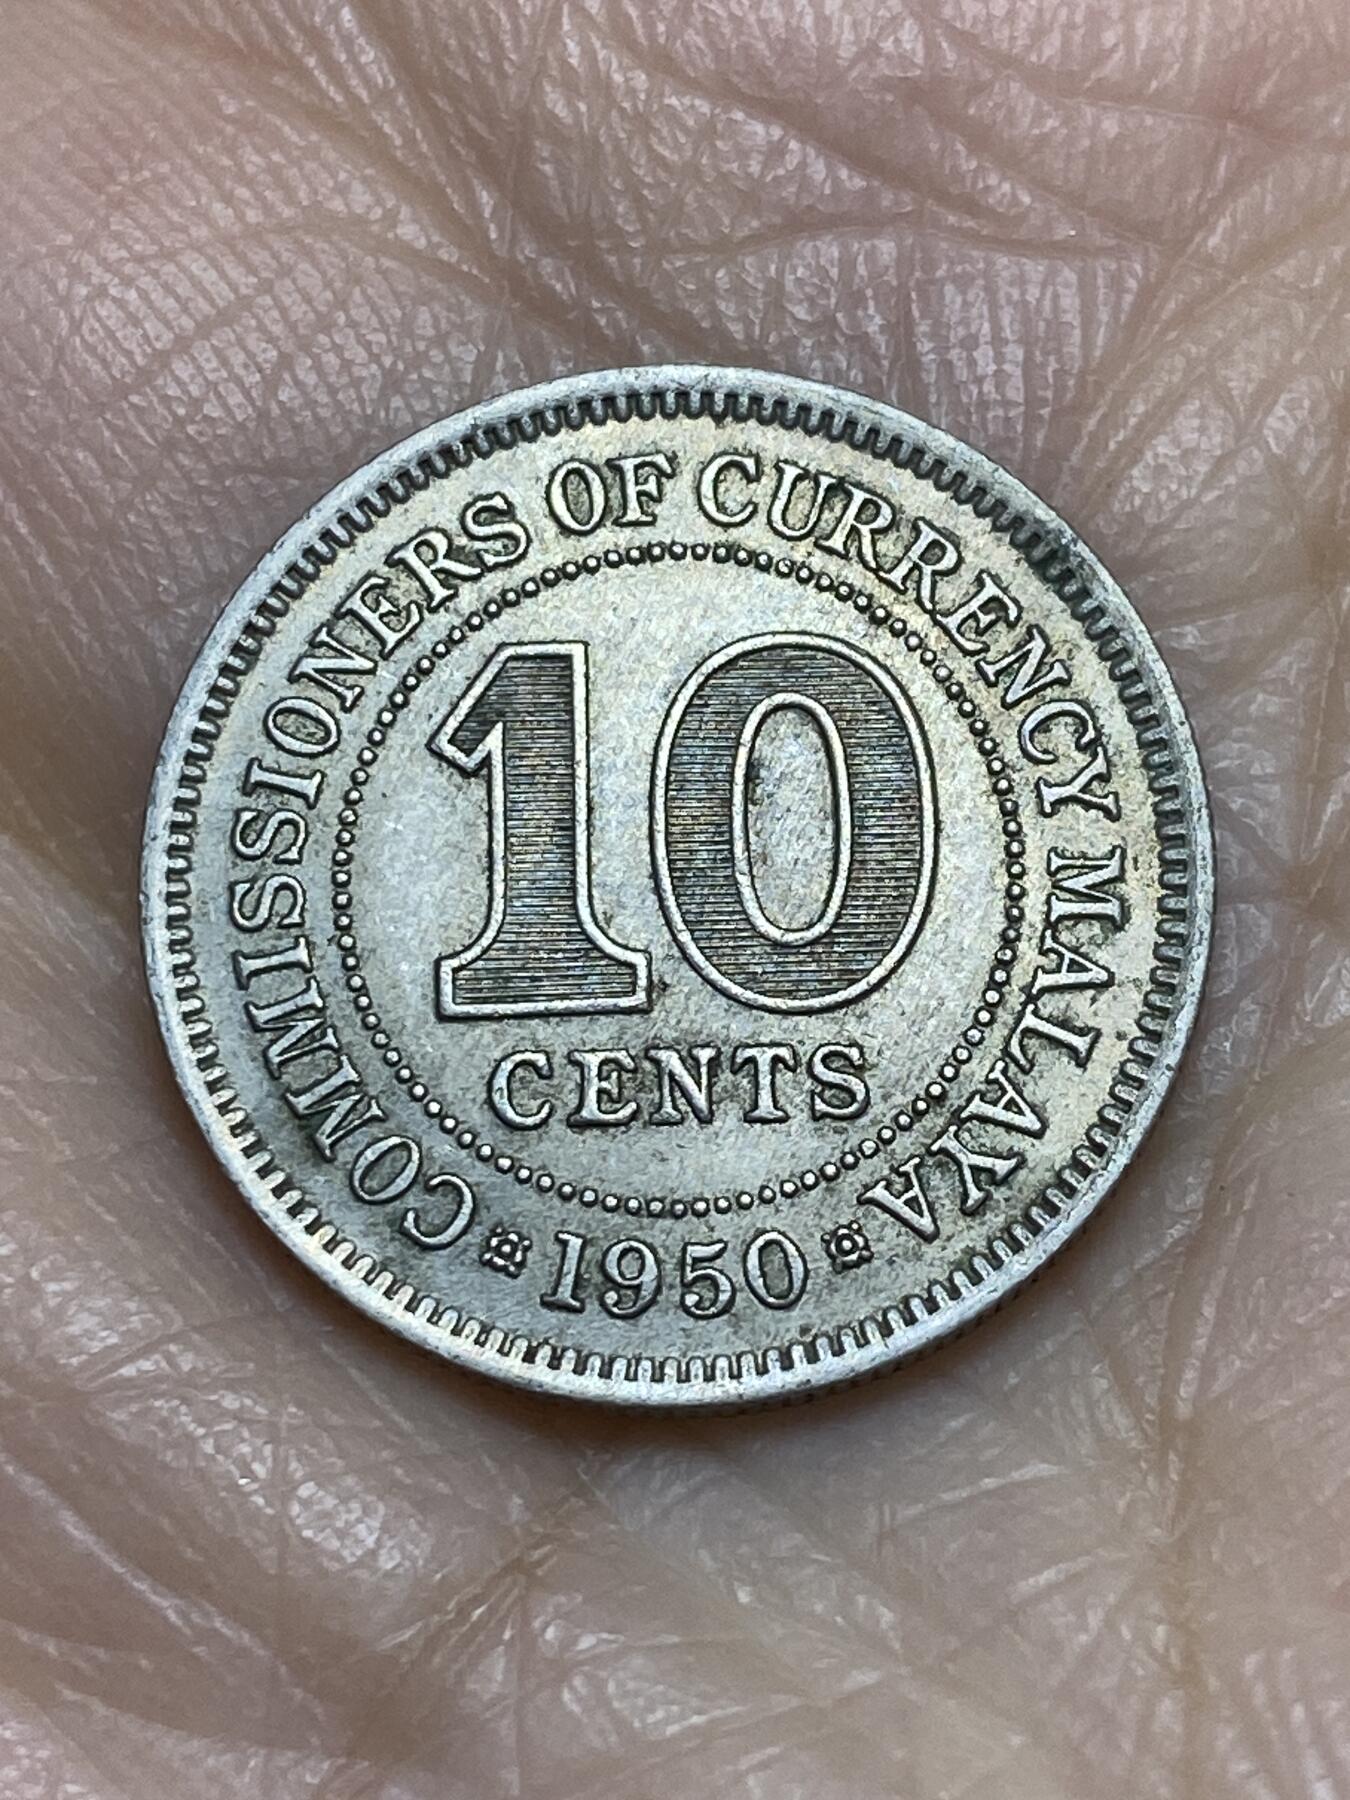 COMMISSIONERS OF CURRENCY MALAYA
10
CENTS
1950